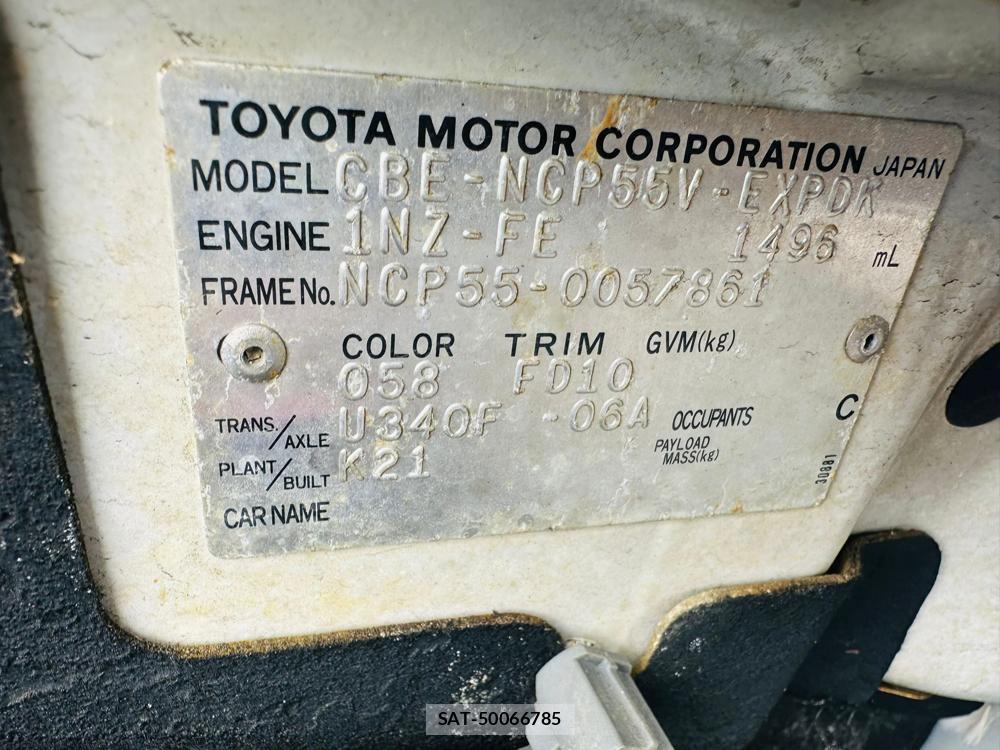 TOYOTA MOTOR CORPORATION JAPAN
MODEL CBE-NCP55V-EXPDK
ENGINE 1NZ-FE 1496 mL
FRAME No. NCP55-0057861
COLOR TRIM GVM(kg)
058 FD10
TRANS./AXLE U340F -06A OCCUPANTS C
PAYLOAD MASS(kg)
PLANT/BUILT K21
30881
CAR NAME
SAT-50066785